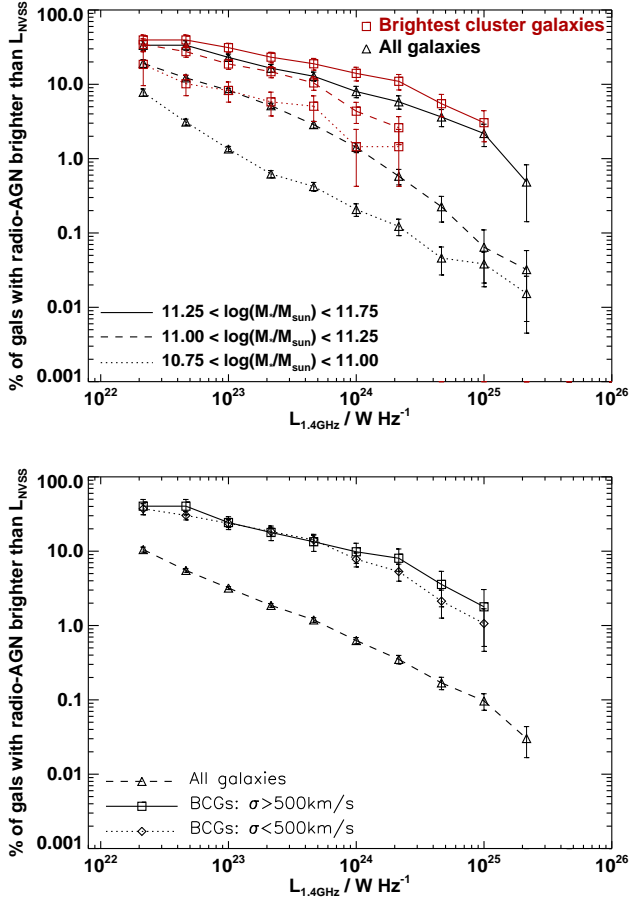 % of gals with radio-AGN brighter than L_NVSS
100.0
10.0
1.0
0.1
0.01
0.001
Brightest cluster galaxies
All galaxies
11.25 < log(M*/M_sun) < 11.75
11.00 < log(M*/M_sun) < 11.25
10.75 < log(M*/M_sun) < 11.00
10^22 10^23 10^24 10^25 10^26
L_1.4GHz / W Hz^-1
% of gals with radio-AGN brighter than L_NVSS
100.0
10.0
1.0
0.1
0.01
0.001
All galaxies
BCGs: σ>500km/s
BCGs: σ<500km/s
10^22 10^23 10^24 10^25 10^26
L_1.4GHz / W Hz^-1